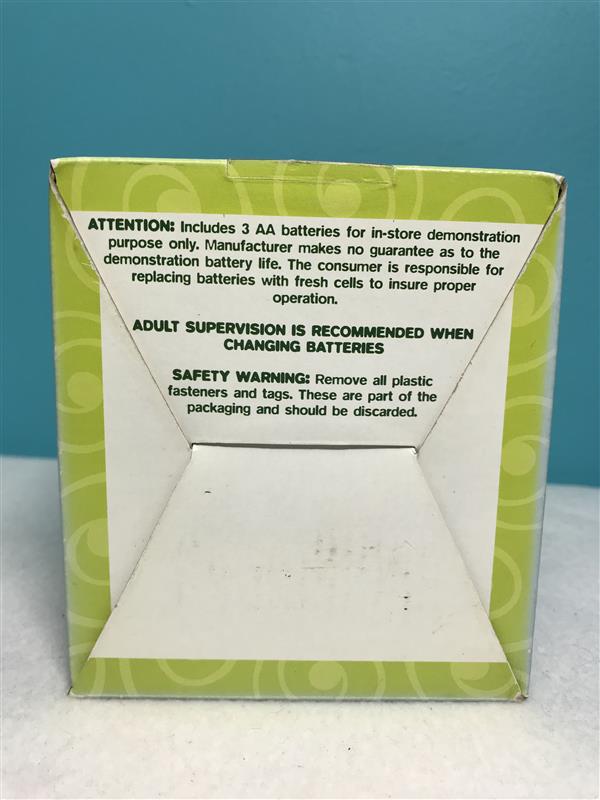 ATTENTION: Includes 3 AA batteries for in-store demonstration
purpose only. Manufacturer makes no guarantee as to the
demonstration battery life. The consumer is responsible for
replacing batteries with fresh cells to insure proper
operation.
ADULT SUPERVISION IS RECOMMENDED WHEN
CHANGING BATTERIES
SAFETY WARNING: Remove all plastic
fasteners and tags. These are part of the
packaging and should be discarded.